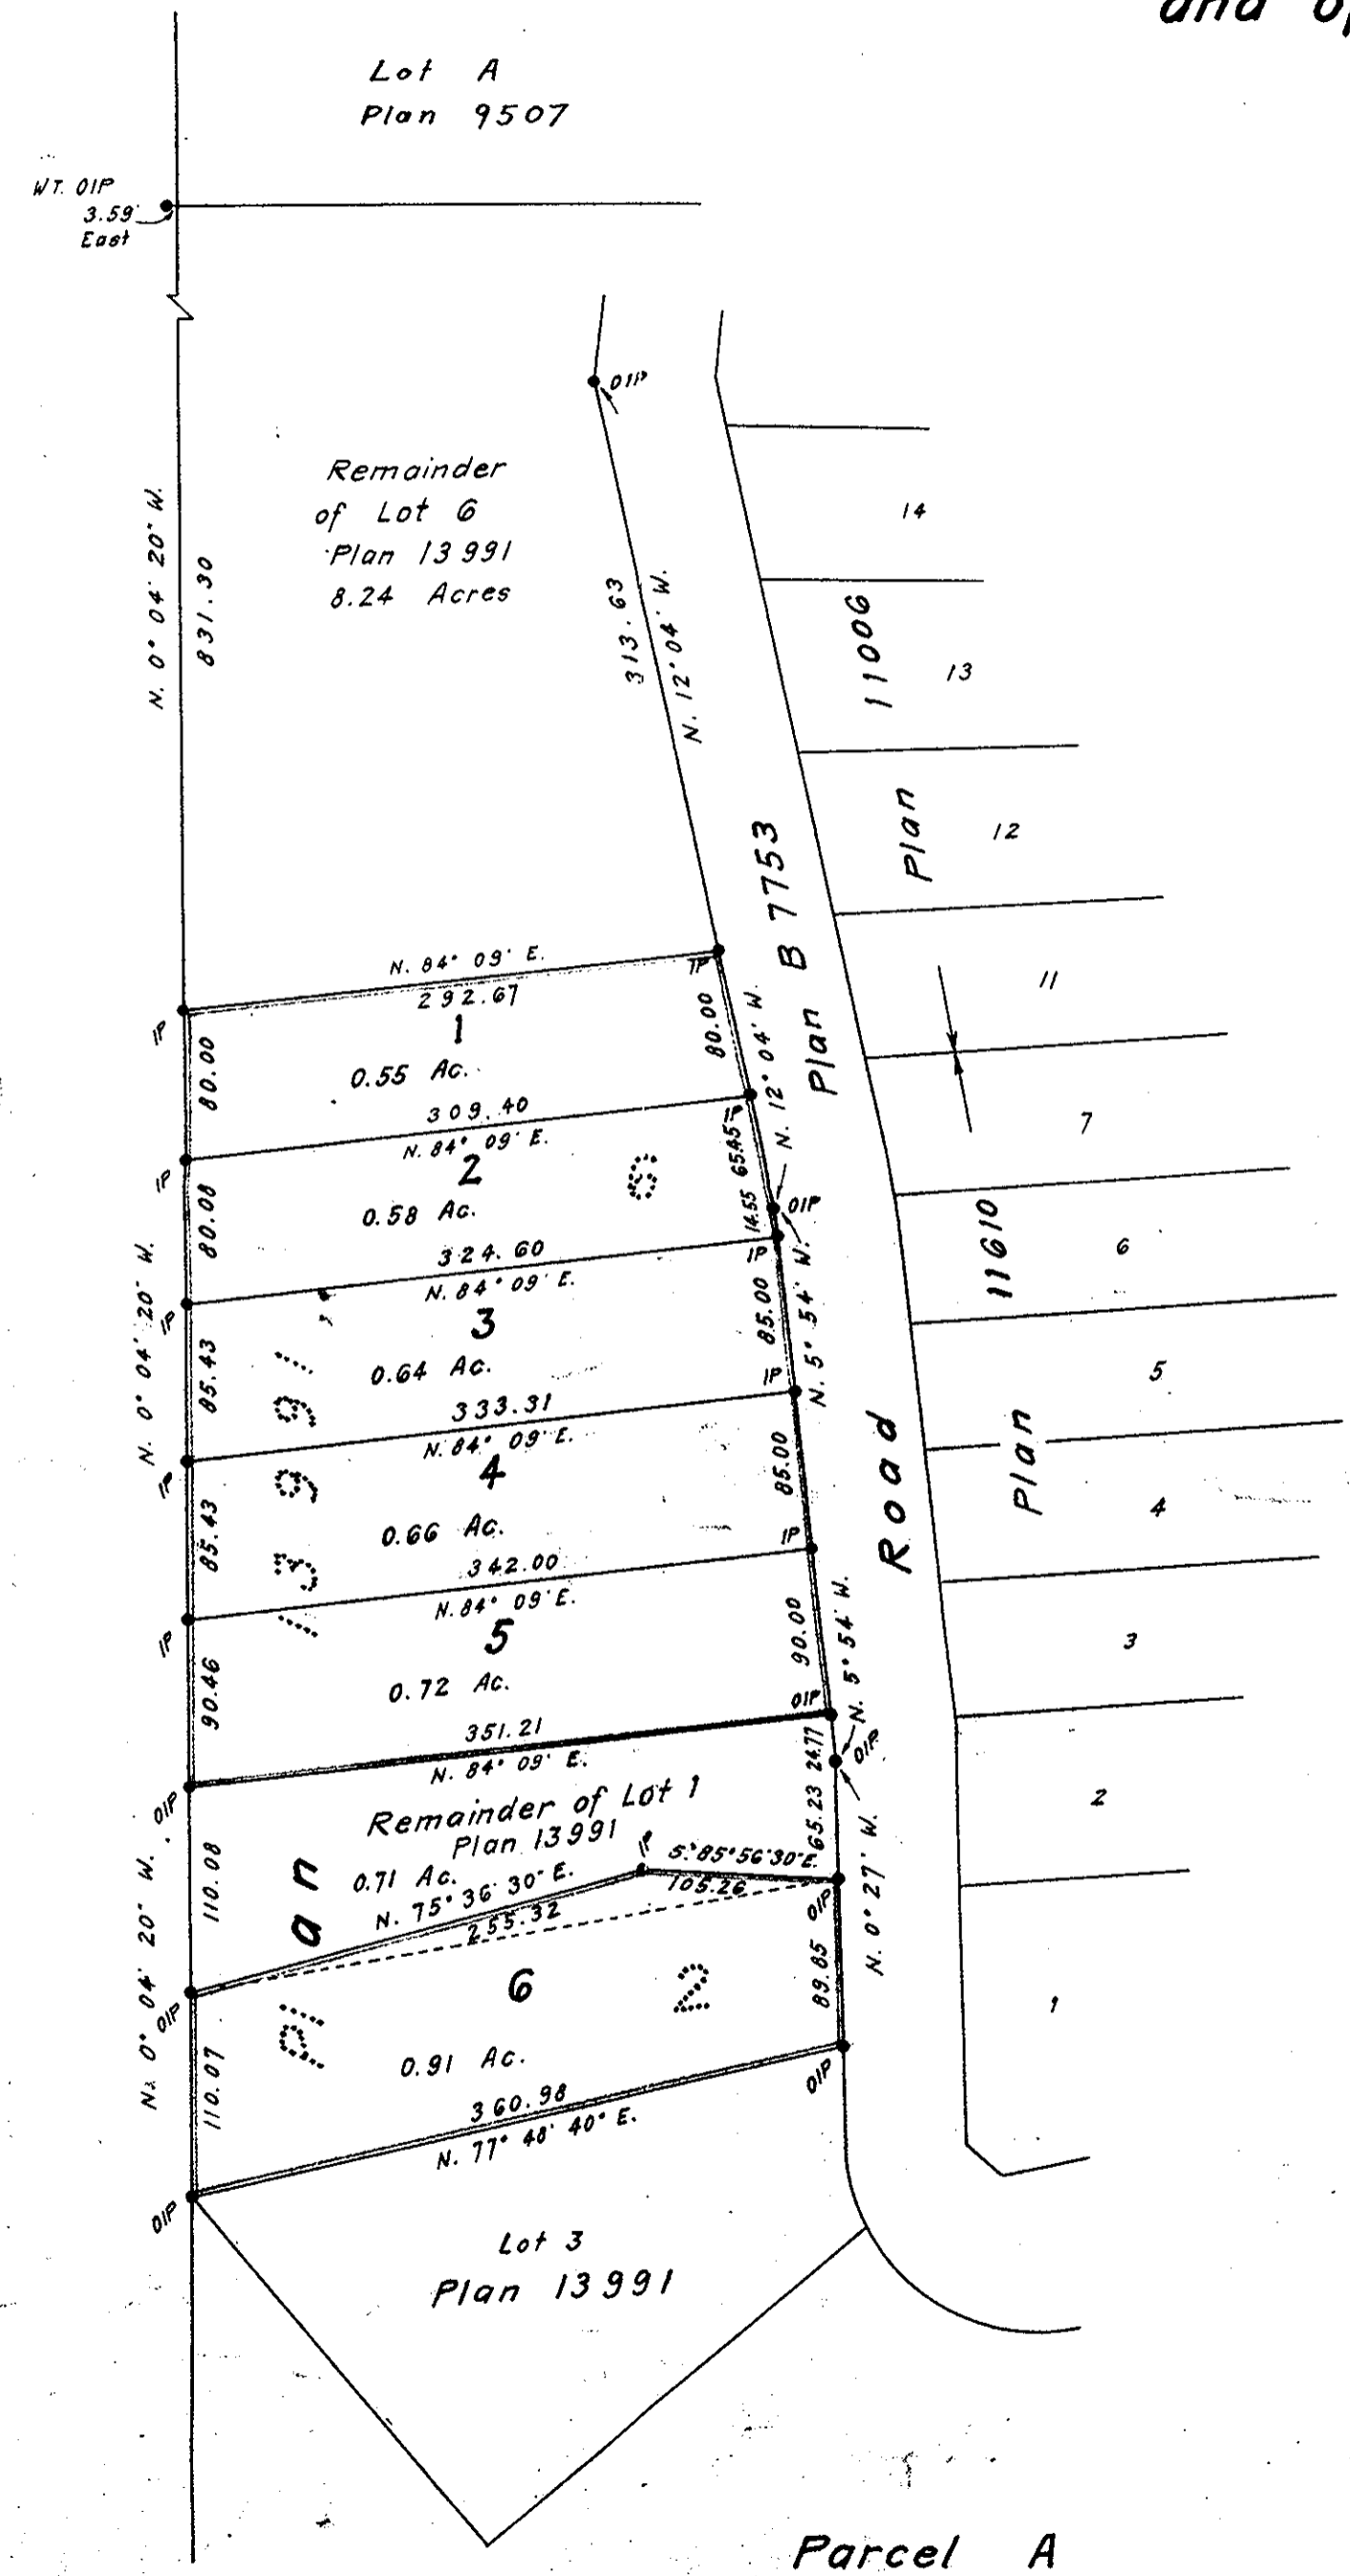 and
Lot A
Plan 9507
WT. OIP
3.59'
East
OIP
Remainder
of Lot 6
Plan 13991
8.24 Acres
N. 0° 04' 20" W.
831.30
313.63
N. 12° 04' W.
14
13
12
11
7
6
5
4
3
2
1
Plan 11006
Plan 11610
Road Plan B 7753
N. 84° 09' E.
292.67
IP
IP
1
0.55 Ac.
80.00
80.00
N. 12° 04' W.
309.40
N. 84° 09' E.
IP
IP
2
0.58 Ac.
6
80.08
65.45
14.55
OIP
324.60
N. 84° 09' E.
IP
IP
3
0.64 Ac.
85.43
85.00
N. 5° 54' W.
N. 0° 04' 20" W.
333.31
N. 84° 09' E.
IP
IP
4
0.66 Ac.
85.43
85.00
342.00
N. 84° 09' E.
IP
IP
5
0.72 Ac.
90.46
90.00
N. 5° 54' W.
351.21
N. 84° 09' E.
OIP
OIP
24.77
OIP
Remainder of Lot 1
Plan 13991
0.71 Ac.
110.08
65.23
N. 0° 27' W.
IP
S. 85° 56' 30" E.
105.26
N. 75° 36' 30" E.
255.32
OIP
OIP
N. 0° 04' 20" W.
6
2
0.91 Ac.
110.07
89.85
360.98
N. 77° 48' 40" E.
OIP
OIP
Plan 13991
Lot 3
Plan 13991
Parcel A